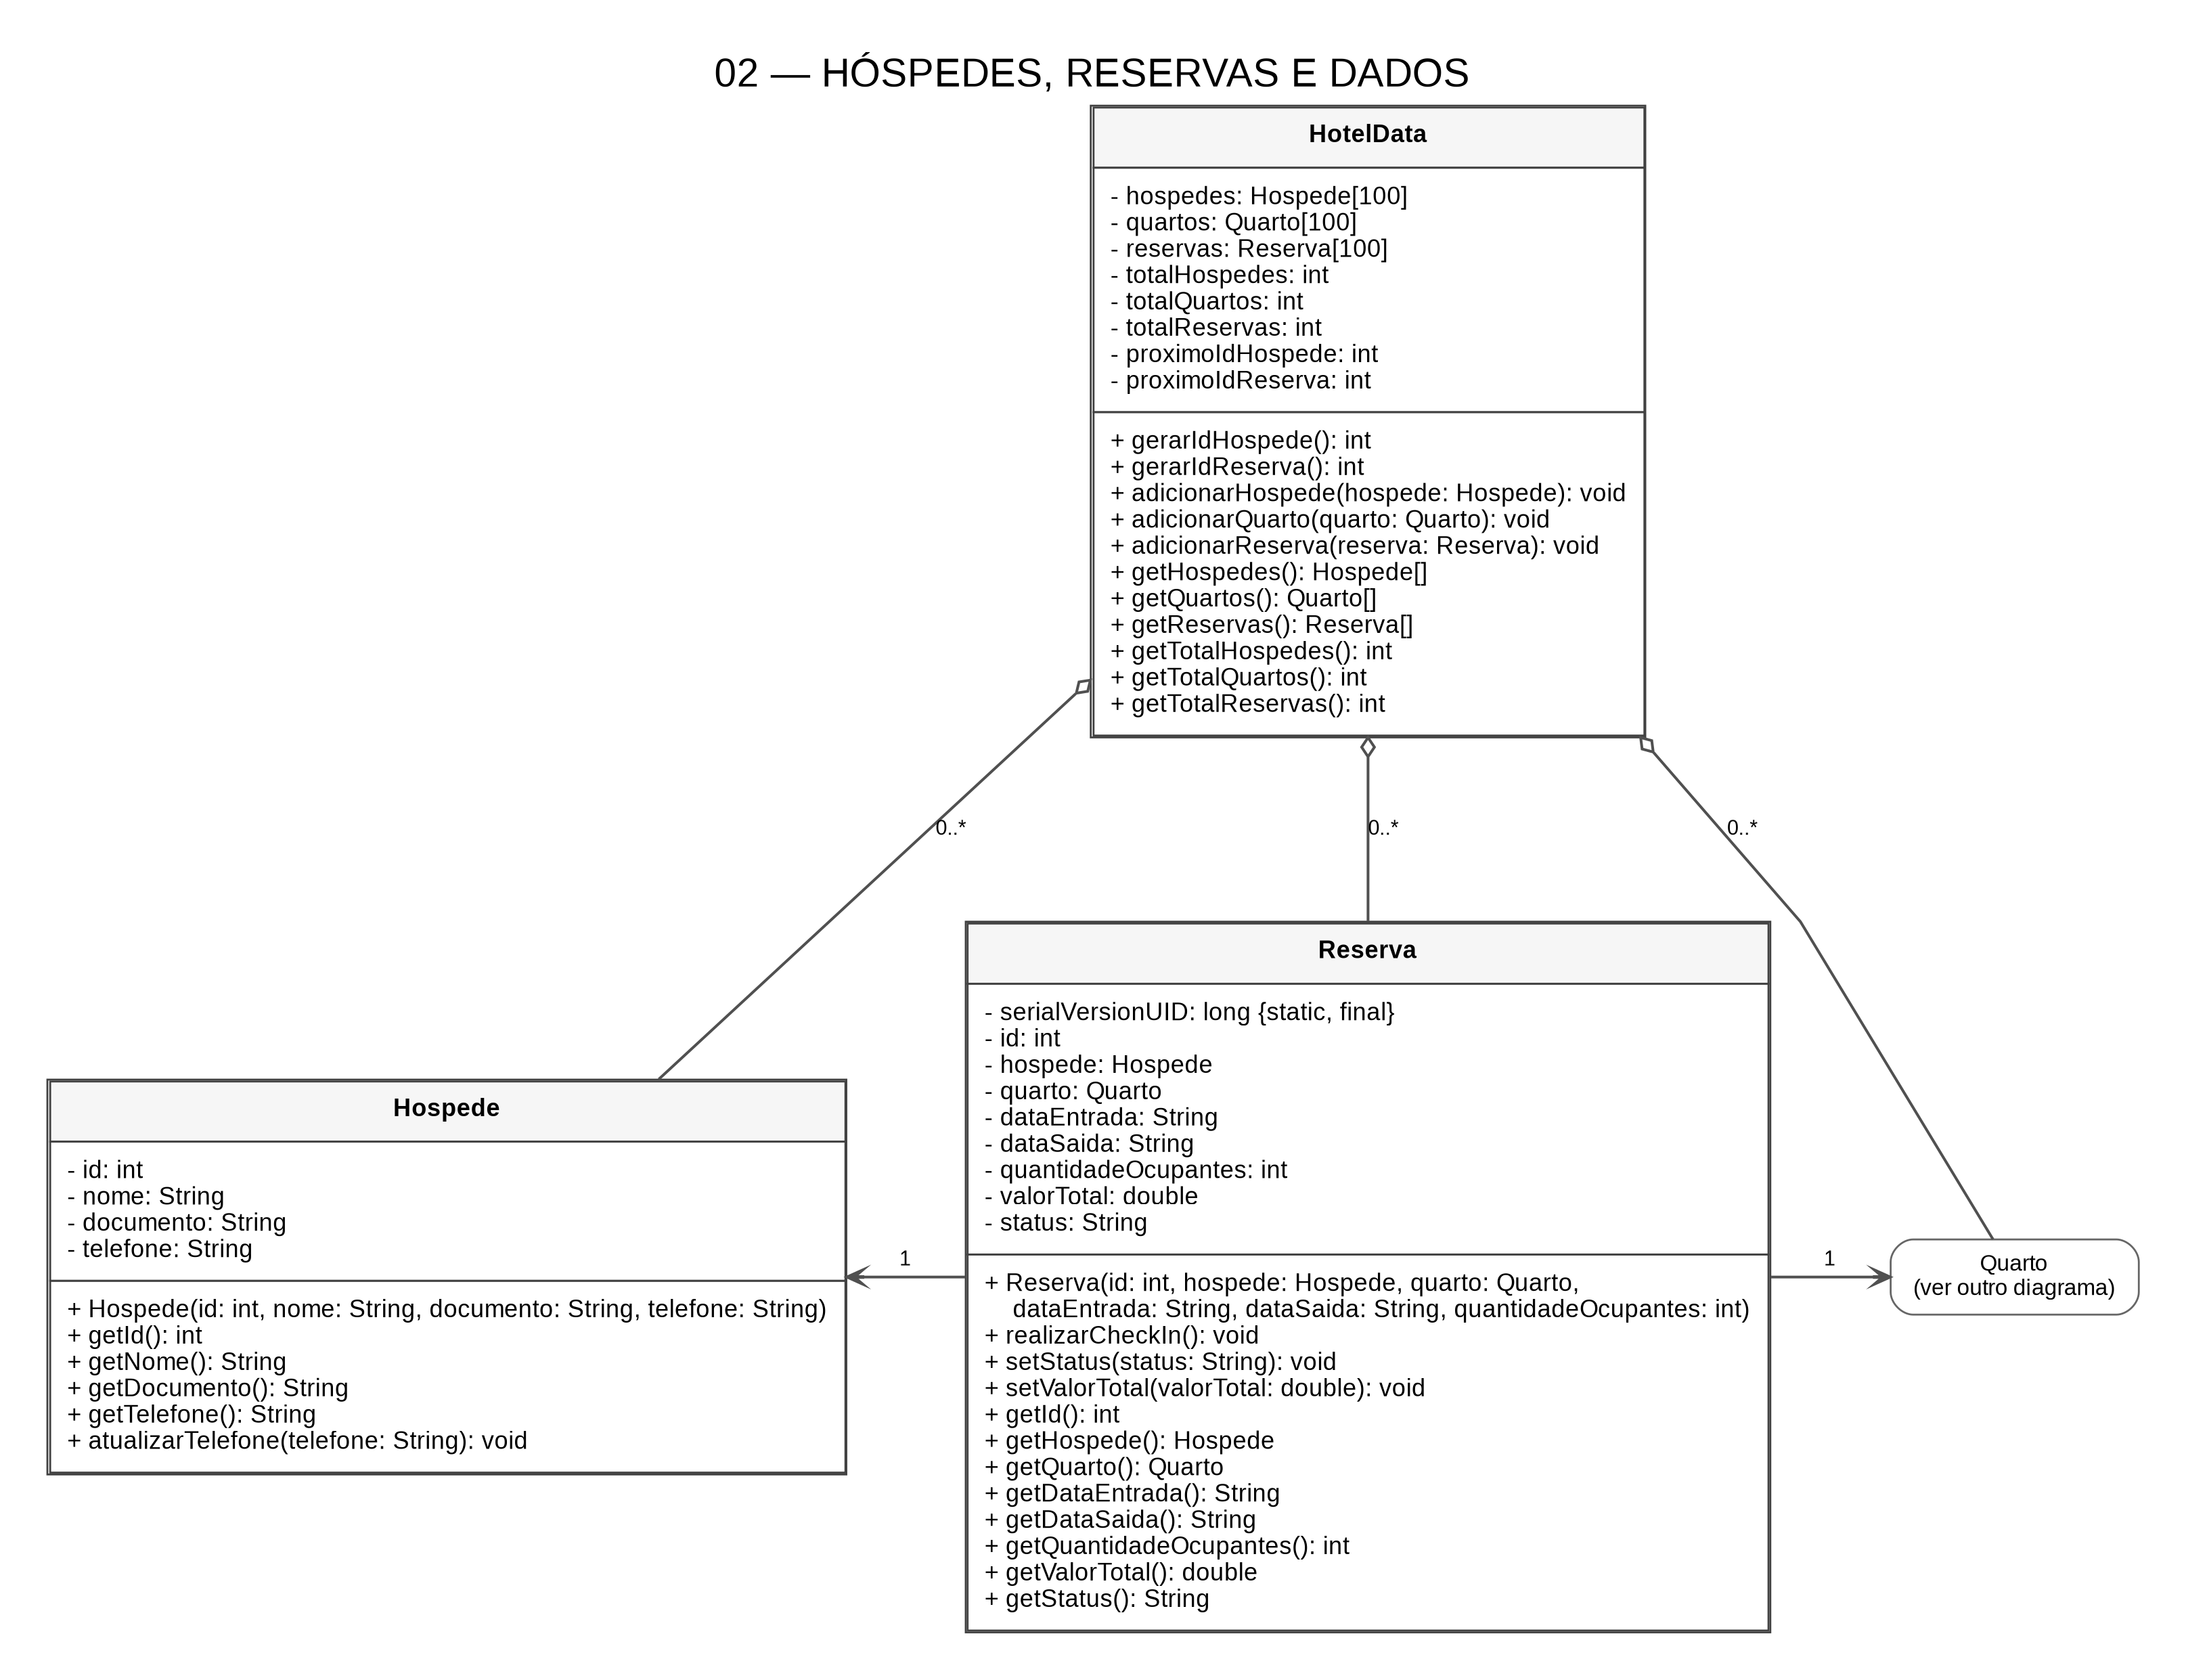 02 — HÓSPEDES, RESERVAS E DADOS
HotelData
- hospedes: Hospede[100]
- quartos: Quarto[100]
- reservas: Reserva[100]
- totalHospedes: int
- totalQuartos: int
- totalReservas: int
- proximoIdHospede: int
- proximoIdReserva: int
+ gerarIdHospede(): int
+ gerarIdReserva(): int
+ adicionarHospede(hospede: Hospede): void
+ adicionarQuarto(quarto: Quarto): void
+ adicionarReserva(reserva: Reserva): void
+ getHospedes(): Hospede[]
+ getQuartos(): Quarto[]
+ getReservas(): Reserva[]
+ getTotalHospedes(): int
+ getTotalQuartos(): int
+ getTotalReservas(): int
0..*
0..*
0..*
Hospede
- id: int
- nome: String
- documento: String
- telefone: String
+ Hospede(id: int, nome: String, documento: String, telefone: String)
+ getId(): int
+ getNome(): String
+ getDocumento(): String
+ getTelefone(): String
+ atualizarTelefone(telefone: String): void
1
Reserva
- serialVersionUID: long {static, final}
- id: int
- hospede: Hospede
- quarto: Quarto
- dataEntrada: String
- dataSaida: String
- quantidadeOcupantes: int
- valorTotal: double
- status: String
+ Reserva(id: int, hospede: Hospede, quarto: Quarto,
dataEntrada: String, dataSaida: String, quantidadeOcupantes: int)
+ realizarCheckIn(): void
+ setStatus(status: String): void
+ setValorTotal(valorTotal: double): void
+ getId(): int
+ getHospede(): Hospede
+ getQuarto(): Quarto
+ getDataEntrada(): String
+ getDataSaida(): String
+ getQuantidadeOcupantes(): int
+ getValorTotal(): double
+ getStatus(): String
1
Quarto
(ver outro diagrama)